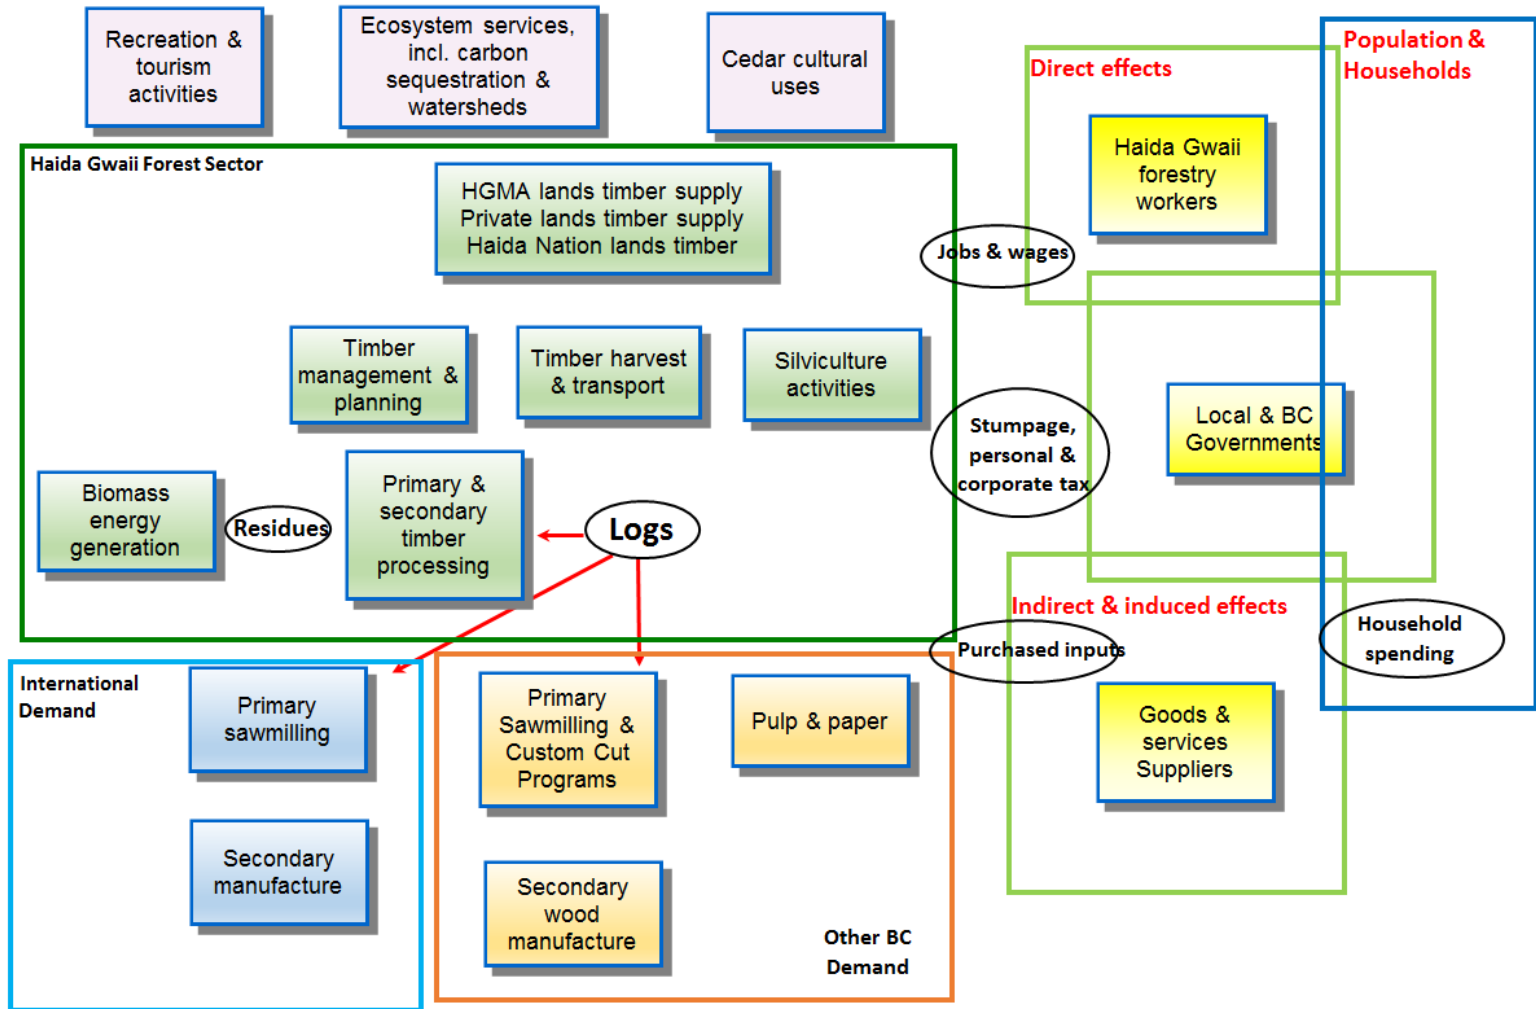 Recreation &
tourism
activities
Ecosystem services,
incl. carbon
sequestration &
watersheds
Cedar cultural
uses
Haida Gwaii Forest Sector
HGMA lands timber supply
Private lands timber supply
Haida Nation lands timber
Timber
management &
planning
Timber harvest
& transport
Silviculture
activities
Biomass
energy
generation
Residues
Primary &
secondary
timber
processing
Logs
International
Demand
Primary
sawmilling
Secondary
manufacture
Primary
Sawmilling &
Custom Cut
Programs
Pulp & paper
Secondary
wood
manufacture
Other BC
Demand
Direct effects
Haida Gwaii
forestry
workers
Jobs & wages
Stumpage,
personal &
corporate tax
Local & BC
Governments
Indirect & induced effects
Purchased inputs
Goods &
services
Suppliers
Population &
Households
Household
spending